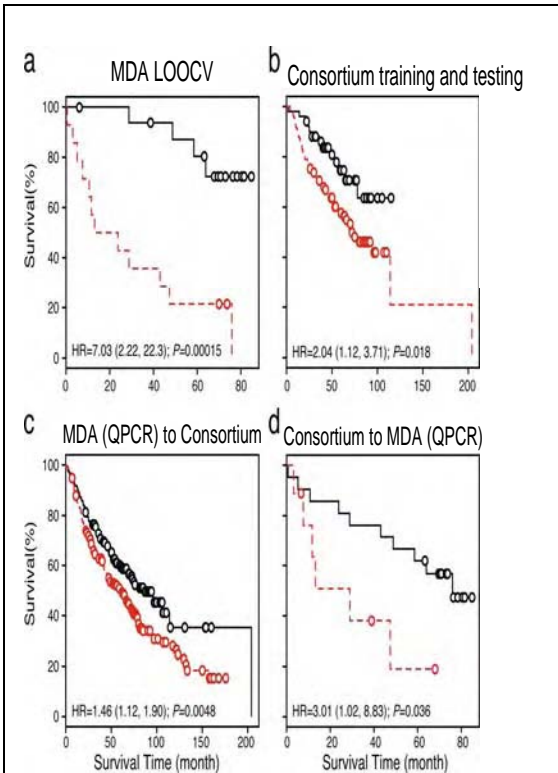 a MDA LOOCV
100
80
60
40
20
0
Survival(%)
HR=7.03 (2.22, 22.3); P=0.00015
0 20 40 60 80
b Consortium training and testing
HR=2.04 (1.12, 3.71); P=0.018
0 50 100 150 200
c MDA (QPCR) to Consortium
100
80
60
40
20
0
Survival(%)
HR=1.46 (1.12, 1.90); P=0.0048
0 50 100 150 200
Survival Time (month)
d Consortium to MDA (QPCR)
HR=3.01 (1.02, 8.83); P=0.036
0 20 40 60 80
Survival Time (month)